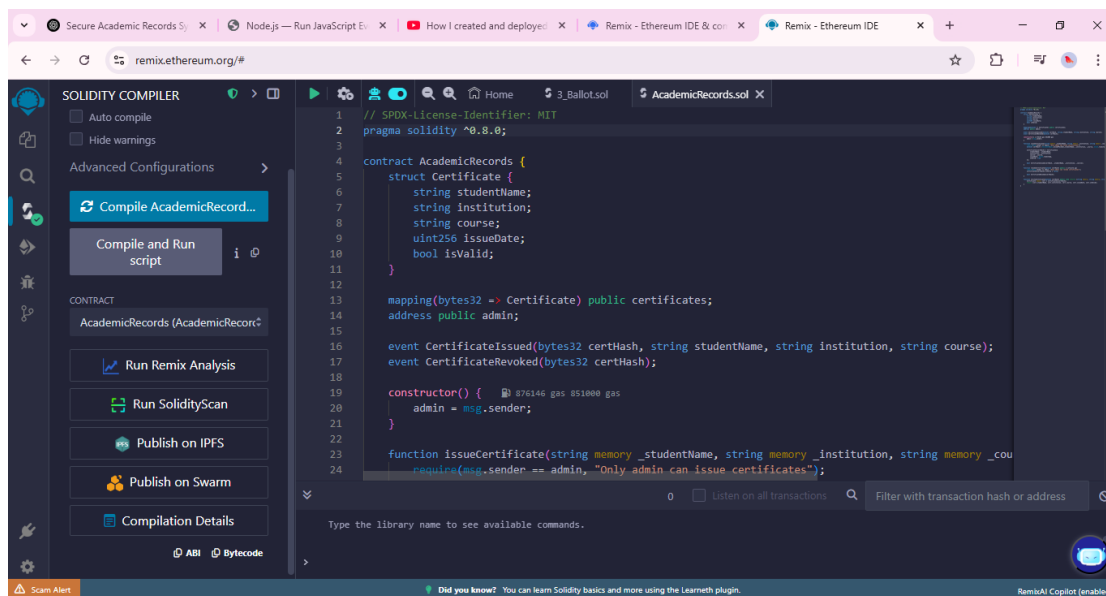 Secure Academic Records Sy
Node.js — Run JavaScript Ev
How I created and deployed
Remix - Ethereum IDE & con
Remix - Ethereum IDE
remix.ethereum.org/#
SOLIDITY COMPILER
Auto compile
Hide warnings
Advanced Configurations
Compile AcademicRecord...
Compile and Run
script
i
CONTRACT
AcademicRecords (AcademicRecor
Run Remix Analysis
Run SolidityScan
Publish on IPFS
Publish on Swarm
Compilation Details
ABI Bytecode
Home 3_Ballot.sol AcademicRecords.sol
1 // SPDX-License-Identifier: MIT
2 pragma solidity ^0.8.0;
3
4 contract AcademicRecords {
5 struct Certificate {
6 string studentName;
7 string institution;
8 string course;
9 uint256 issueDate;
10 bool isValid;
11 }
12
13 mapping(bytes32 => Certificate) public certificates;
14 address public admin;
15
16 event CertificateIssued(bytes32 certHash, string studentName, string institution, string course);
17 event CertificateRevoked(bytes32 certHash);
18
19 constructor() { 876146 gas 851000 gas
20 admin = msg.sender;
21 }
22
23 function issueCertificate(string memory _studentName, string memory _institution, string memory _cou
24 require(msg.sender == admin, "Only admin can issue certificates");
0 Listen on all transactions Filter with transaction hash or address
Type the library name to see available commands.
>
Scam Alert
Did you know? You can learn Solidity basics and more using the Learneth plugin.
RemixAI Copilot (enable